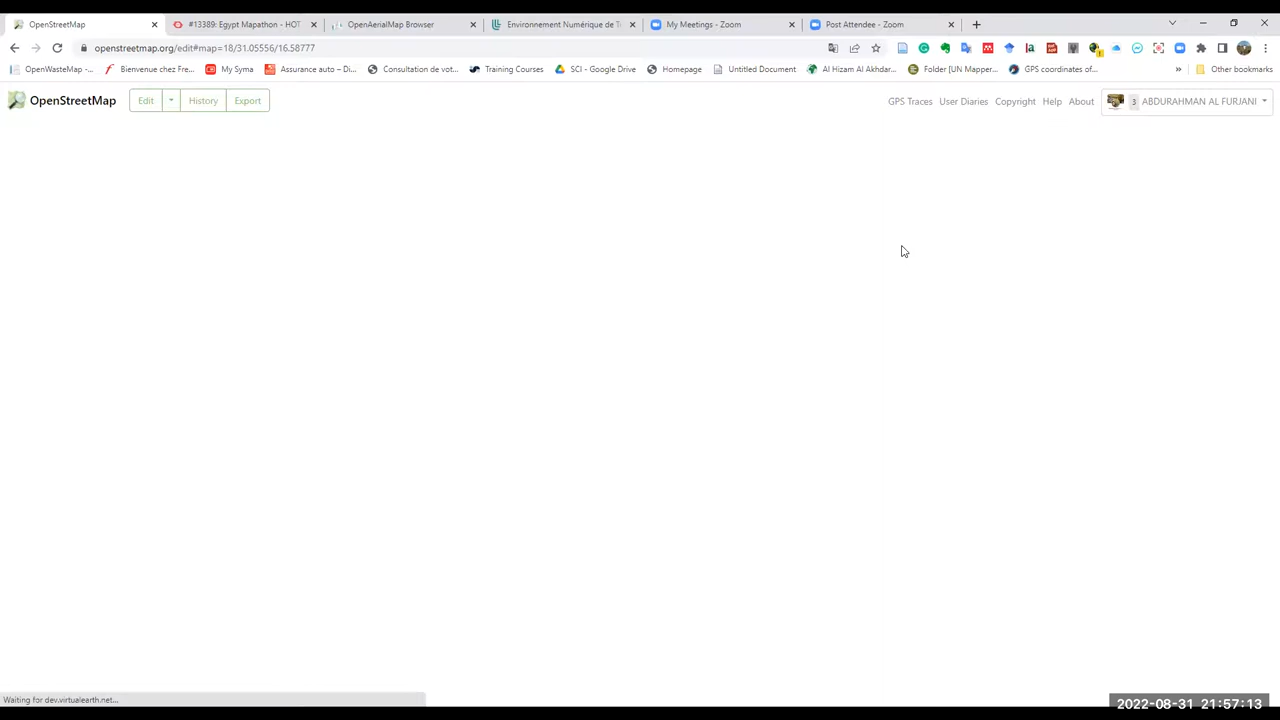 OpenStreetMap
#13389: Egypt Mapathon - HOT
OpenAerialMap Browser
Environnement Numérique de T
My Meetings - Zoom
Post Attendee - Zoom
openstreetmap.org/edit#map=18/31.05556/16.58777
OpenWasteMap -...
Bienvenue chez Fre...
My Syma
Assurance auto – Di...
Consultation de vot...
Training Courses
SCI - Google Drive
Homepage
Untitled Document
Al Hizam Al Akhdar...
Folder [UN Mapper...
GPS coordinates of...
»
Other bookmarks
OpenStreetMap
Edit
History
Export
GPS Traces
User Diaries
Copyright
Help
About
3
ABDURAHMAN AL FURJANI
Waiting for dev.virtualearth.net...
2022-08-31 21:57:13